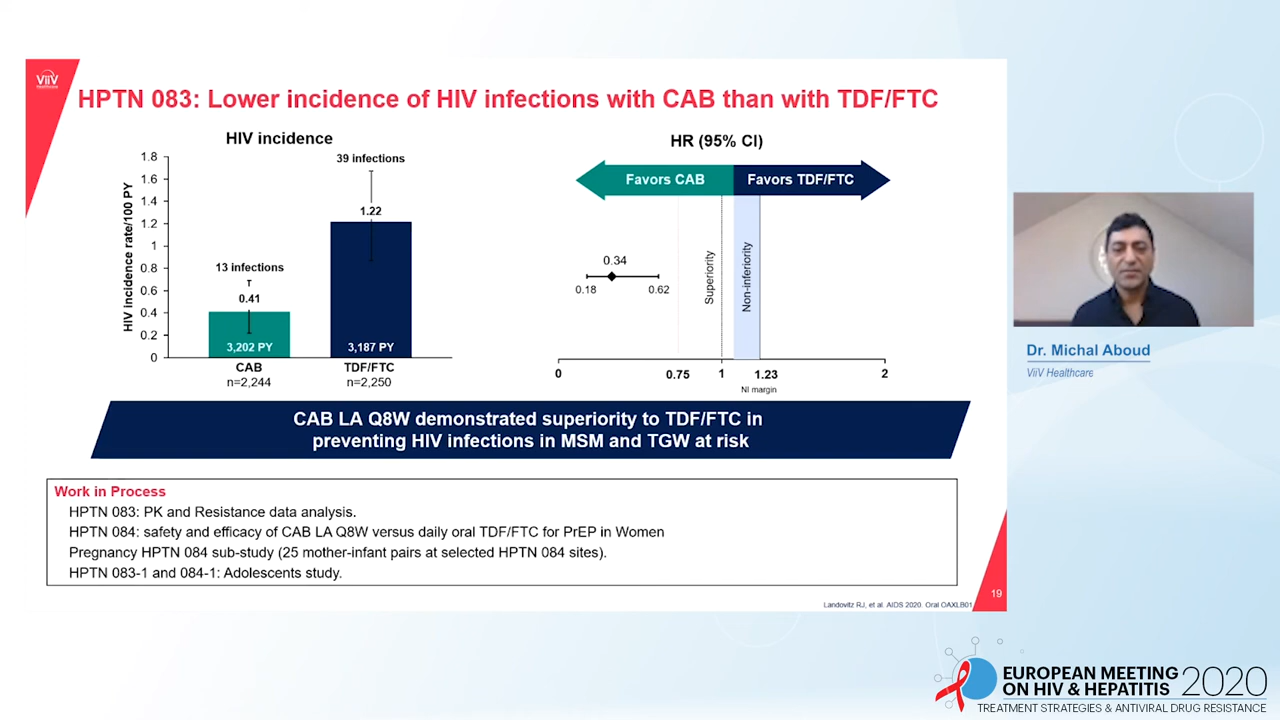 ViiV
Healthcare
HPTN 083: Lower incidence of HIV infections with CAB than with TDF/FTC
HIV incidence
HIV incidence rate/100 PY
1.8
1.6
1.4
1.2
1
0.8
0.6
0.4
0.2
0
13 infections
0.41
3,202 PY
CAB
n=2,244
39 infections
1.22
3,187 PY
TDF/FTC
n=2,250
HR (95% CI)
Favors CAB
Favors TDF/FTC
Superiority
Non-inferiority
0.34
0.18
0.62
0
0.75
1
1.23
2
NI margin
CAB LA Q8W demonstrated superiority to TDF/FTC in
preventing HIV infections in MSM and TGW at risk
Work in Process
HPTN 083: PK and Resistance data analysis.
HPTN 084: safety and efficacy of CAB LA Q8W versus daily oral TDF/FTC for PrEP in Women
Pregnancy HPTN 084 sub-study (25 mother-infant pairs at selected HPTN 084 sites).
HPTN 083-1 and 084-1: Adolescents study.
Landovitz RJ, et al. AIDS 2020. Oral OAXLB01
19
Dr. Michal Aboud
ViiV Healthcare
EUROPEAN MEETING
ON HIV & HEPATITIS 2020
TREATMENT STRATEGIES & ANTIVIRAL DRUG RESISTANCE